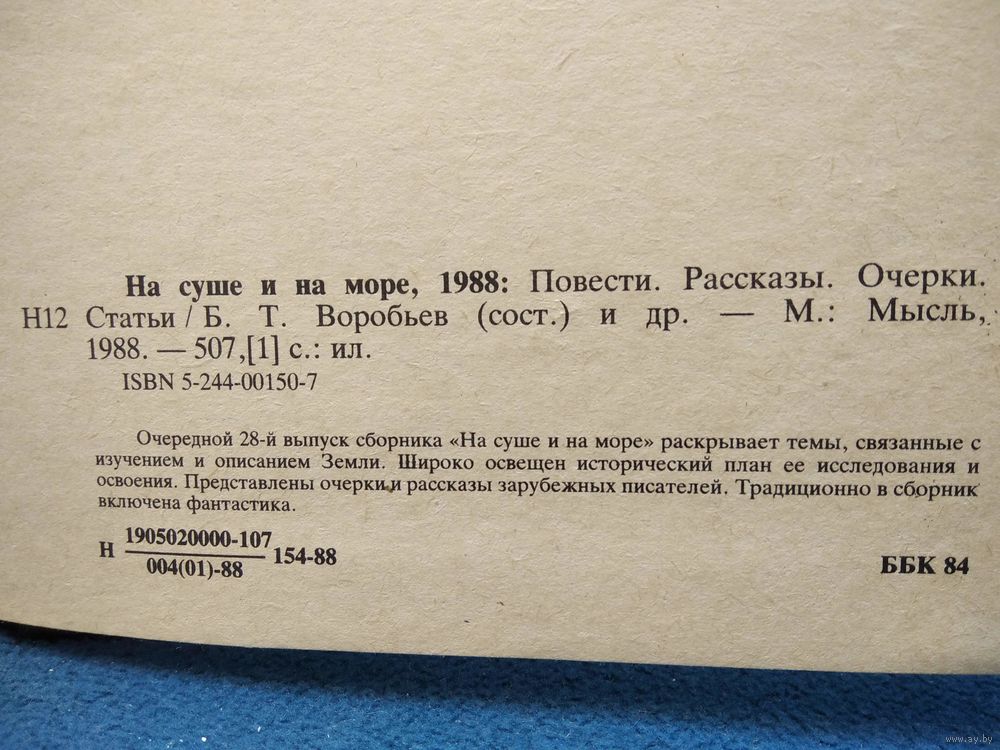 На суше и на море, 1988: Повести. Рассказы. Очерки.
Н12 Статьи / Б. Т. Воробьев (сост.) и др. — М.: Мысль,
1988. — 507,[1] с.: ил.
ISBN 5-244-00150-7
Очередной 28-й выпуск сборника «На суше и на море» раскрывает темы, связанные с
изучением и описанием Земли. Широко освещен исторический план ее исследования и
освоения. Представлены очерки и рассказы зарубежных писателей. Традиционно в сборник
включена фантастика.
Н 1905020000-107 154-88
004(01)-88
ББК 84
www.ay.by